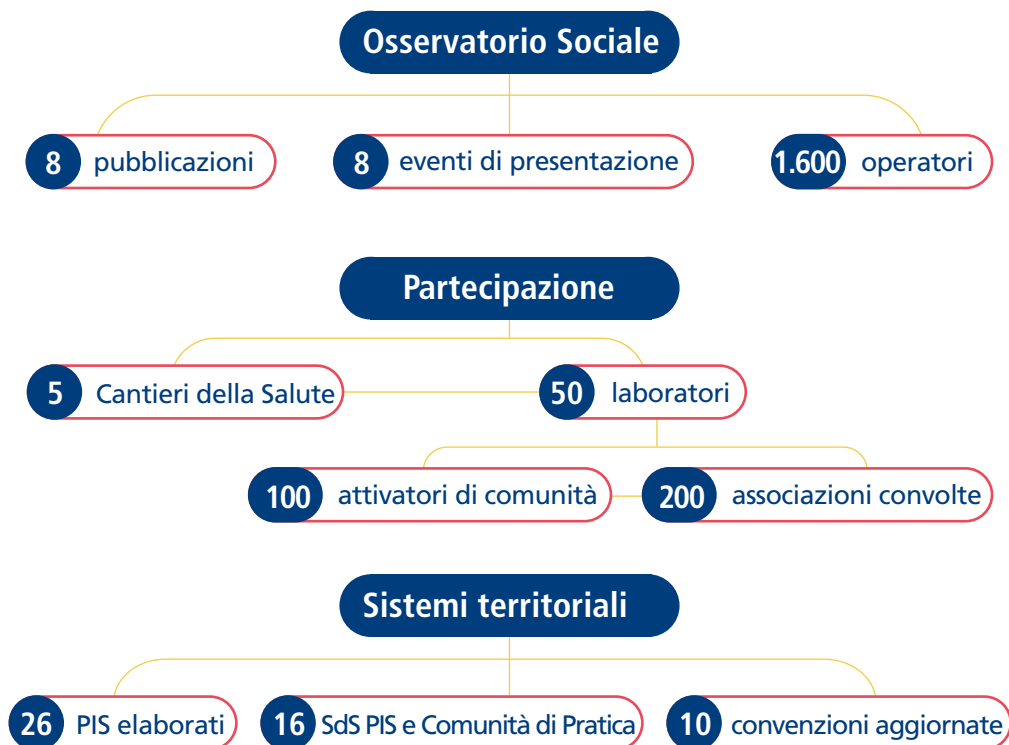 Osservatorio Sociale
8 pubblicazioni
8 eventi di presentazione
1.600 operatori
Partecipazione
5 Cantieri della Salute
50 laboratori
100 attivatori di comunità
200 associazioni convolte
Sistemi territoriali
26 PIS elaborati
16 SdS PIS e Comunità di Pratica
10 convenzioni aggiornate